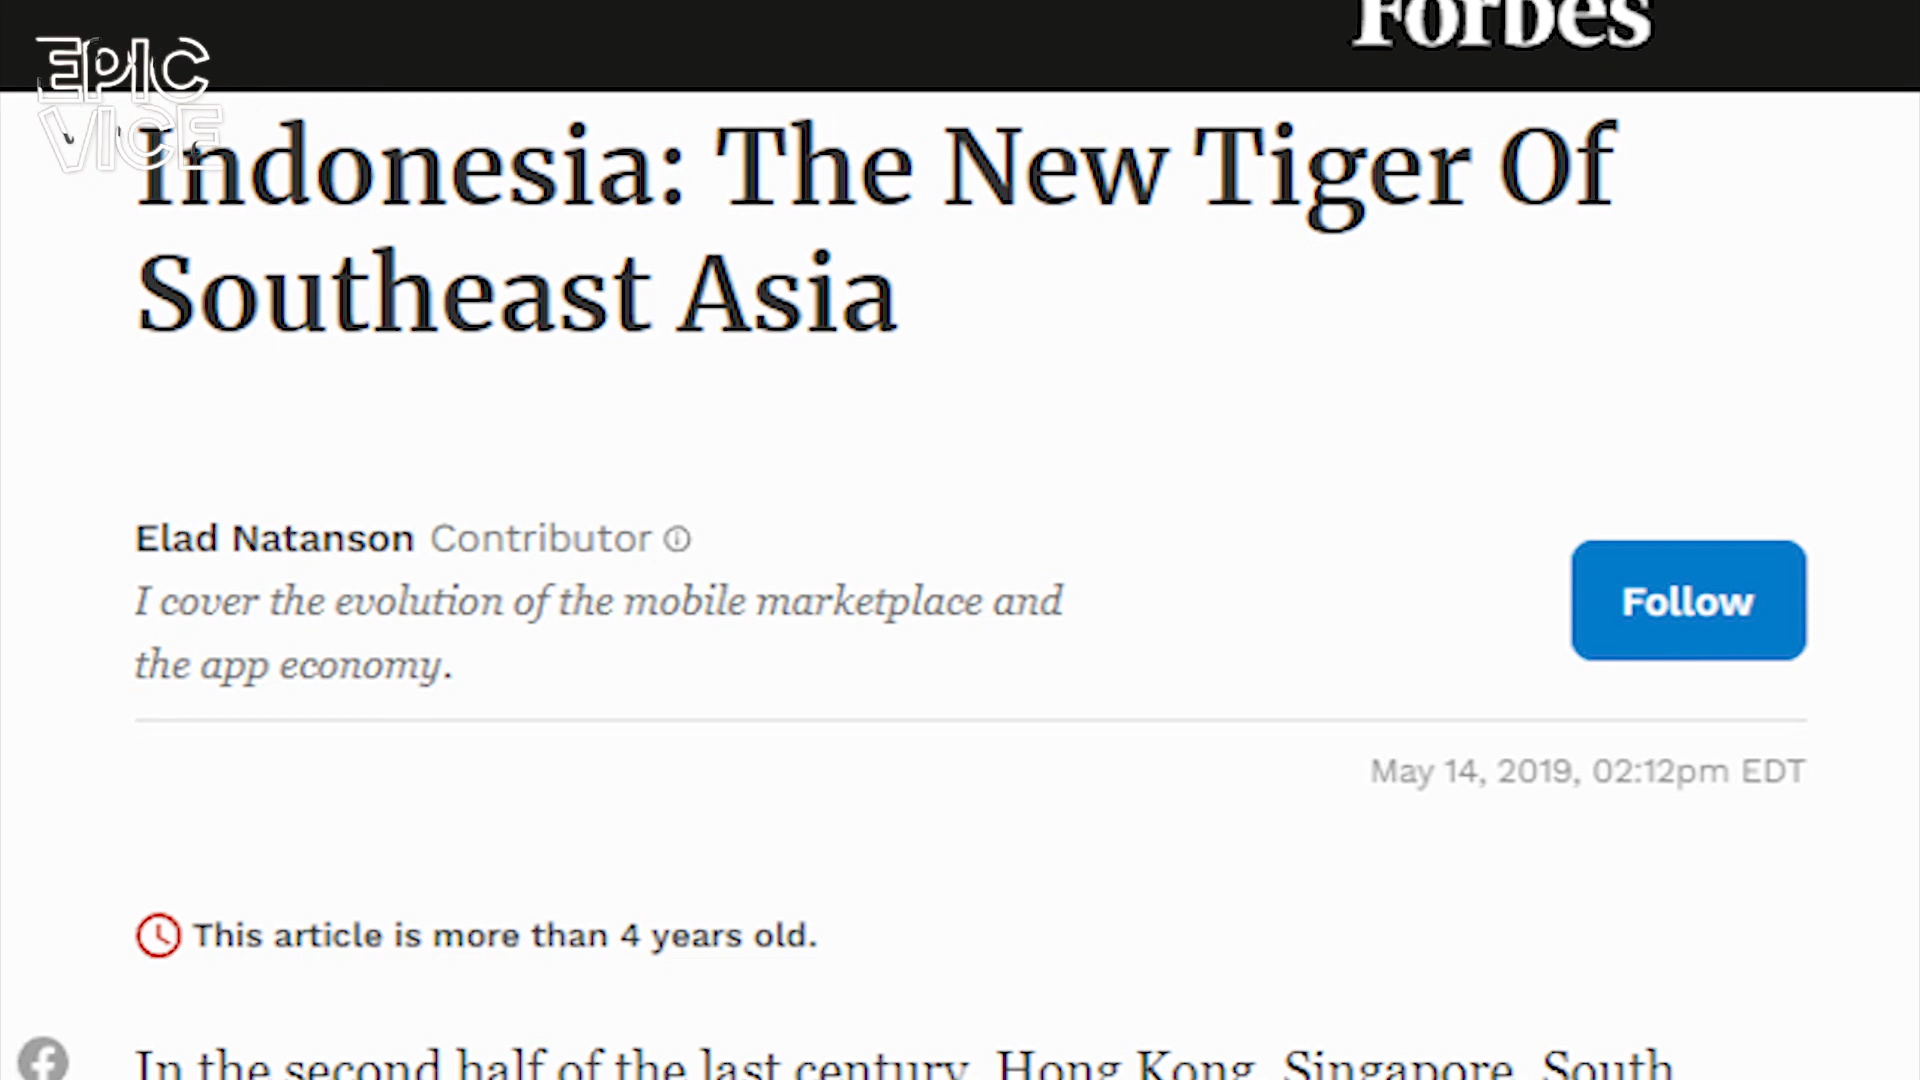 Forbes
EPIC
VICE
Indonesia: The New Tiger Of
Southeast Asia
Elad Natanson Contributor
I cover the evolution of the mobile marketplace and
the app economy.
Follow
May 14, 2019, 02:12pm EDT
This article is more than 4 years old.
In the second half of the last century, Hong Kong, Singapore, South